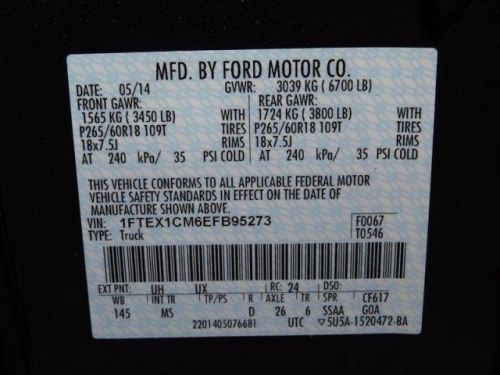 MFD. BY FORD MOTOR CO.
DATE: 05/14 GVWR: 3039 KG ( 6700 LB)
FRONT GAWR: REAR GAWR:
1565 KG ( 3450 LB) WITH 1724 KG ( 3800 LB) WITH
P265/60R18 109T TIRES P265/60R18 109T TIRES
18x7.5J RIMS 18x7.5J RIMS
AT 240 kPa/ 35 PSI COLD AT 240 kPa/ 35 PSI COLD
THIS VEHICLE CONFORMS TO ALL APPLICABLE FEDERAL MOTOR
VEHICLE SAFETY STANDARDS IN EFFECT ON THE DATE OF
MANUFACTURE SHOWN ABOVE.
VIN: 1FTEX1CM6EFB95273 F0067
TYPE: Truck T0546
EXT PNT: UH UX RC: 24 DSO:
WB INT TR TP/PS R AXLE TR SPR CF617
145 MS D 26 6 SSAA GOA
2201405076681 UTC ▽5U5A-1520472-BA